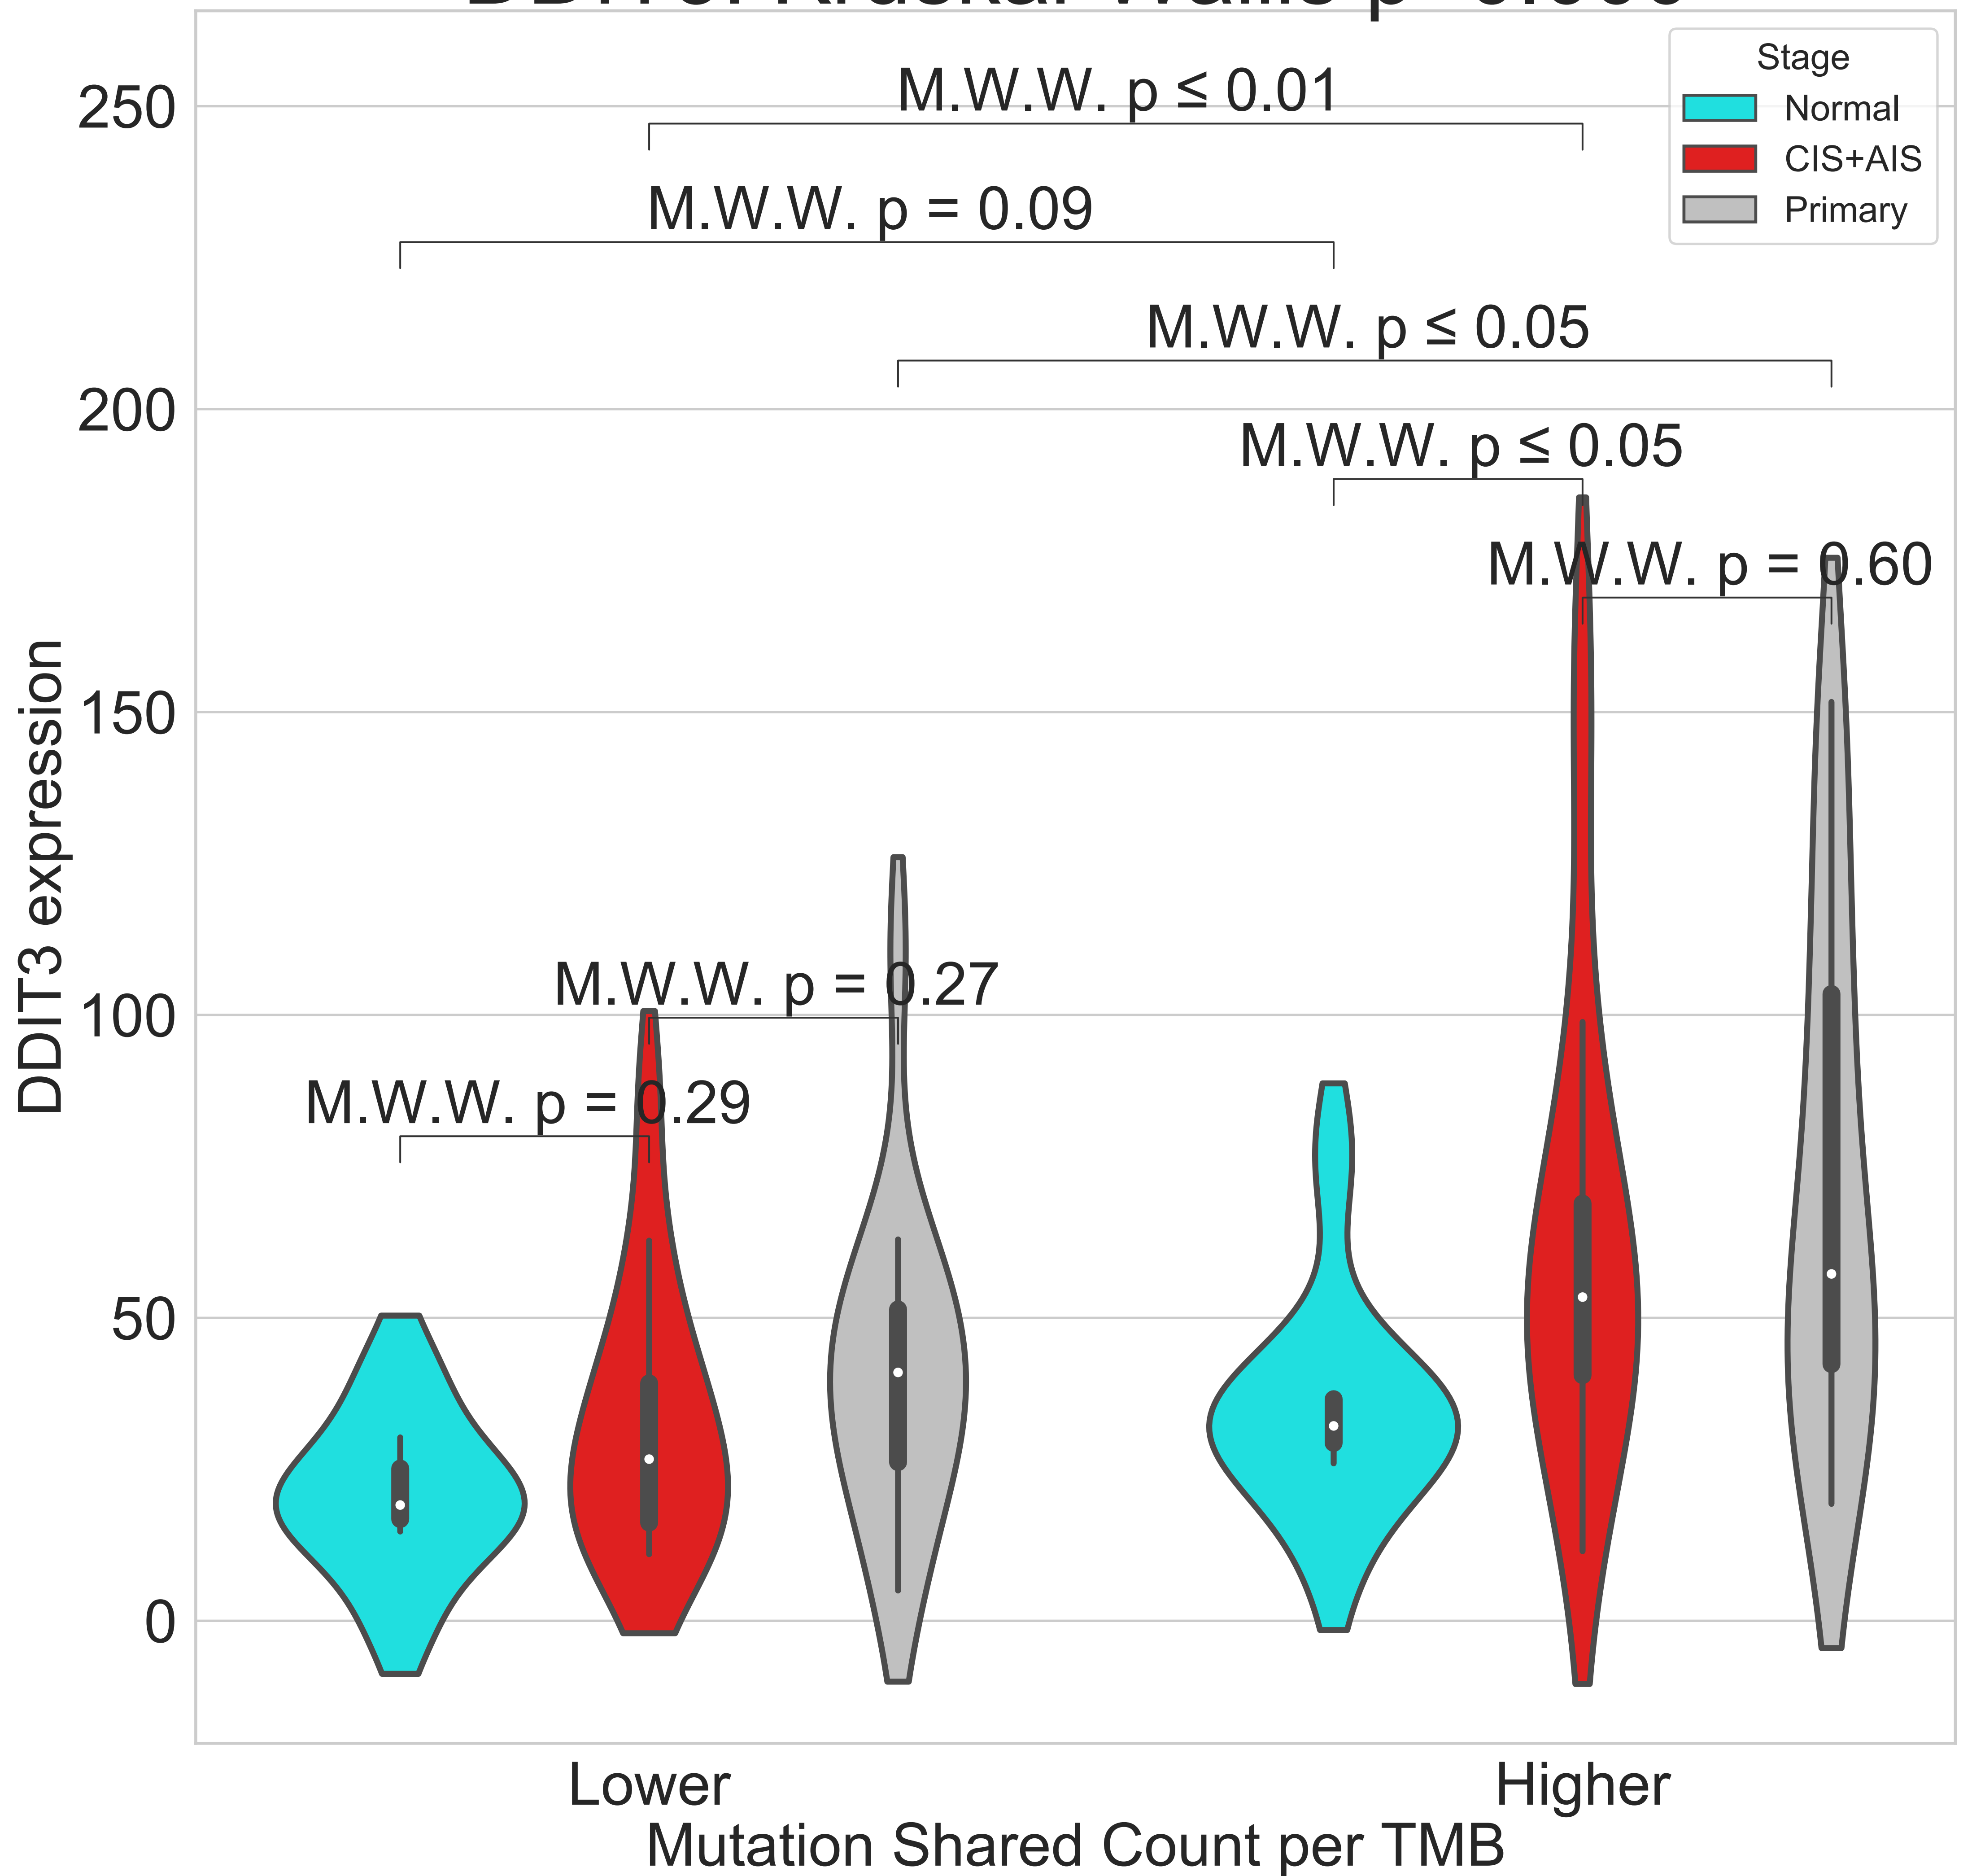 Stage
Normal
CIS+AIS
Primary
M.W.W. p ≤ 0.01
M.W.W. p = 0.09
M.W.W. p ≤ 0.05
M.W.W. p ≤ 0.05
M.W.W. p = 0.60
M.W.W. p = 0.27
M.W.W. p = 0.29
250
200
150
100
50
0
DDIT3 expression
Lower
Higher
Mutation Shared Count per TMB